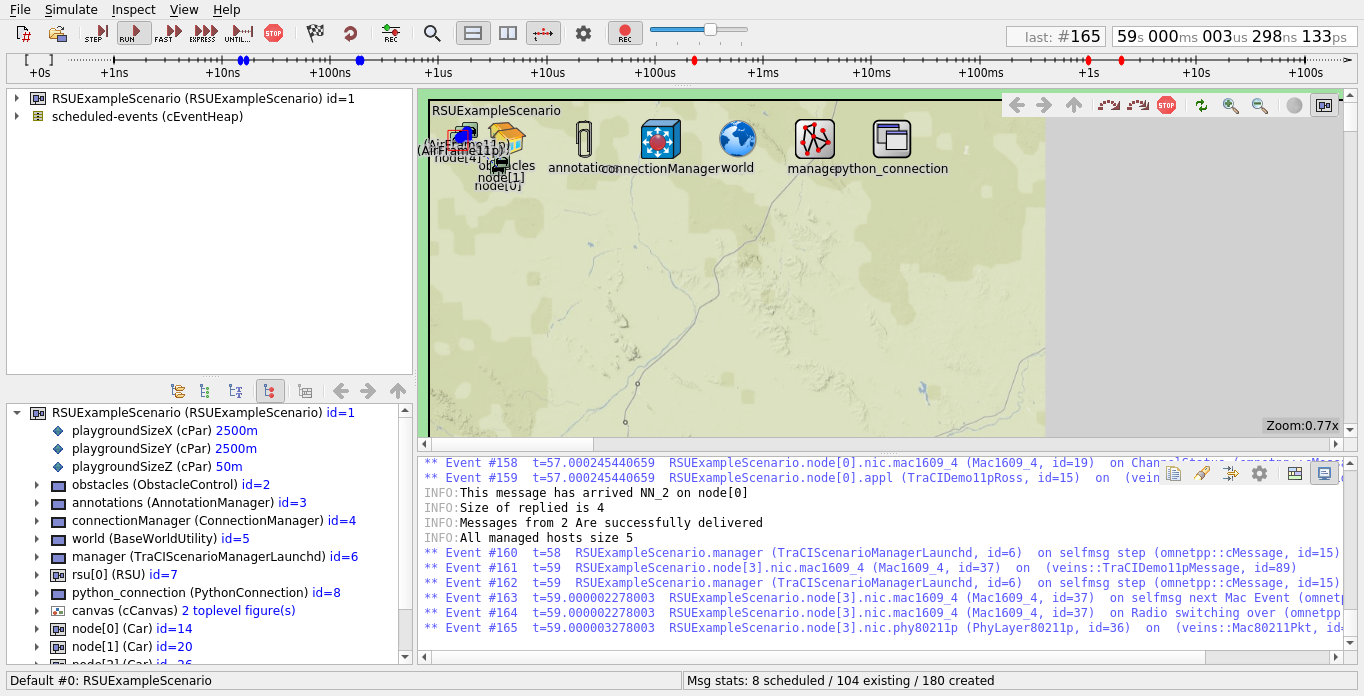 File Simulate Inspect View Help
STEP RUN FAST EXPRESS UNTIL... STOP REC REC
last: #165 59s 000ms 003us 298ns 133ps
+0s +1ns +10ns +100ns +1us +10us +100us +1ms +10ms +100ms +1s +10s +100s
RSUExampleScenario (RSUExampleScenario) id=1
scheduled-events (cEventHeap)
RSUExampleScenario (RSUExampleScenario) id=1
playgroundSizeX (cPar) 2500m
playgroundSizeY (cPar) 2500m
playgroundSizeZ (cPar) 50m
obstacles (ObstacleControl) id=2
annotations (AnnotationManager) id=3
connectionManager (ConnectionManager) id=4
world (BaseWorldUtility) id=5
manager (TraCIScenarioManagerLaunchd) id=6
rsu[0] (RSU) id=7
python_connection (PythonConnection) id=8
canvas (cCanvas) 2 toplevel figure(s)
node[0] (Car) id=14
node[1] (Car) id=20
node[2] (Car) id=26
RSUExampleScenario
STOP
(AirFrame11p)
(AirFrame11p)
node[4]
obstacles
node[1]
node[0]
annotations connectionManager world manager python_connection
Zoom:0.77x
** Event #158 t=57.000245440659 RSUExampleScenario.node[0].nic.mac1609_4 (Mac1609_4, id=19) on ChannelStatus (omnetpp::cMess
** Event #159 t=57.000245440659 RSUExampleScenario.node[0].appl (TraCIDemo11pRoss, id=15) on (vein
INFO:This message has arrived NN_2 on node[0]
INFO:Size of replied is 4
INFO:Messages from 2 Are successfully delivered
INFO:All managed hosts size 5
** Event #160 t=58 RSUExampleScenario.manager (TraCIScenarioManagerLaunchd, id=6) on selfmsg step (omnetpp::cMessage, id=15)
** Event #161 t=59 RSUExampleScenario.node[3].nic.mac1609_4 (Mac1609_4, id=37) on (veins::TraCIDemo11pMessage, id=89)
** Event #162 t=59 RSUExampleScenario.manager (TraCIScenarioManagerLaunchd, id=6) on selfmsg step (omnetpp::cMessage, id=15)
** Event #163 t=59.000002278003 RSUExampleScenario.node[3].nic.mac1609_4 (Mac1609_4, id=37) on selfmsg next Mac Event (omnet
** Event #164 t=59.000002278003 RSUExampleScenario.node[3].nic.mac1609_4 (Mac1609_4, id=37) on Radio switching over (omnetpp
** Event #165 t=59.000003278003 RSUExampleScenario.node[3].nic.phy80211p (PhyLayer80211p, id=36) on (veins::Mac80211Pkt, id=
Default #0: RSUExampleScenario
Msg stats: 8 scheduled / 104 existing / 180 created